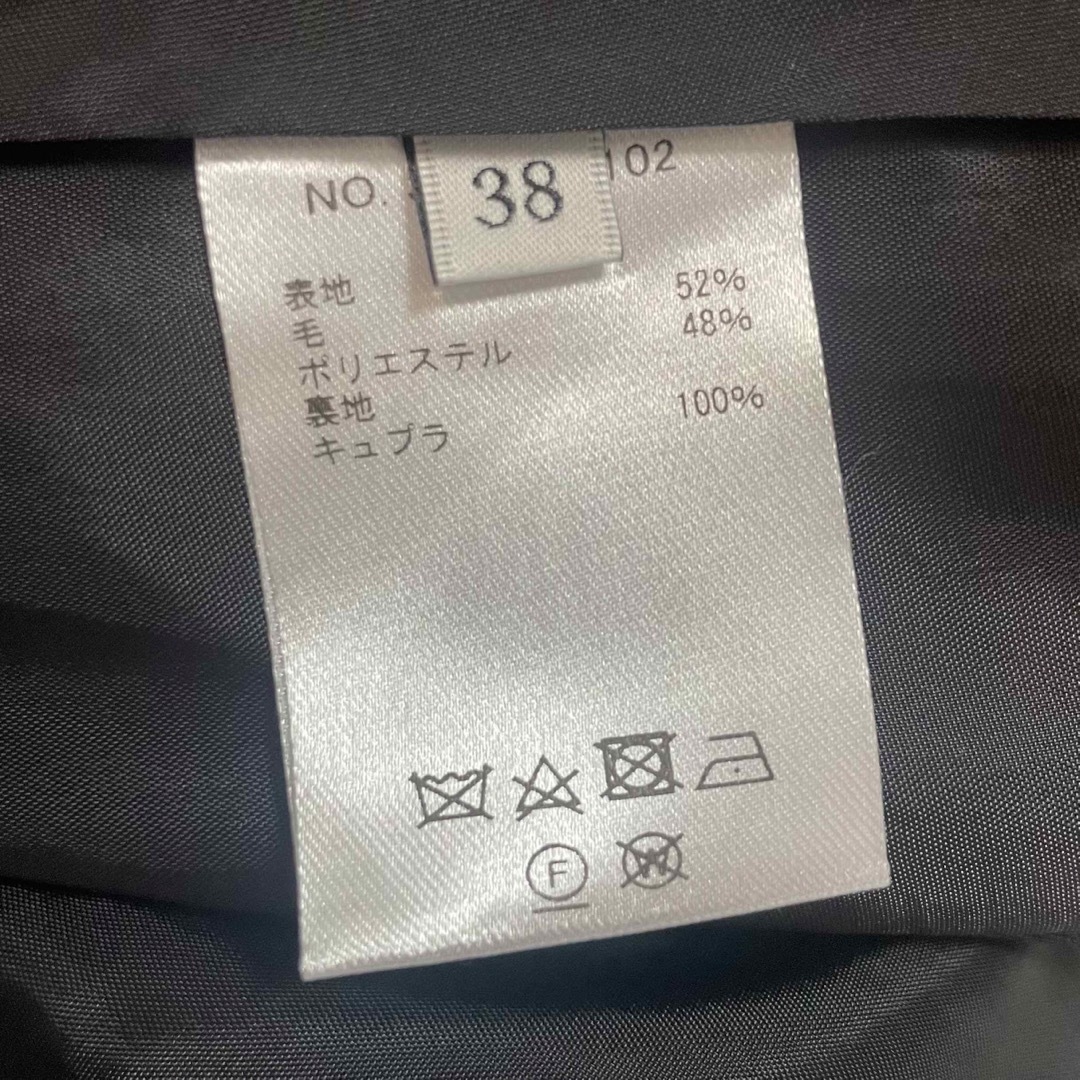 NO. 102
38
表地
毛 52%
ポリエステル 48%
裏地
キュプラ 100%
F
W